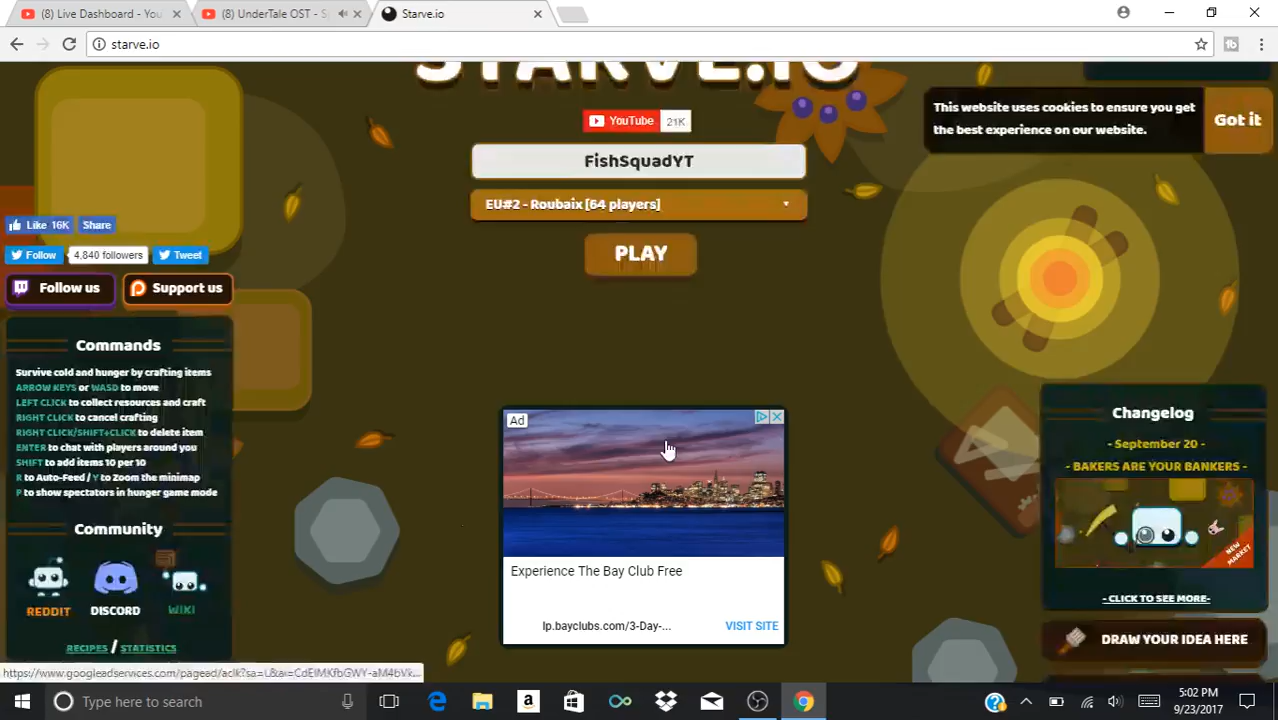 (8) Live Dashboard - You
(8) UnderTale OST - S
Starve.io
starve.io
STARVE.IO
YouTube 21K
This website uses cookies to ensure you get
the best experience on our website.
Got it
FishSquadYT
EU#2 - Roubaix [64 players]
PLAY
Like 16K Share
Follow 4,840 followers Tweet
Follow us Support us
Commands
Survive cold and hunger by crafting items
ARROW KEYS or WASD to move
LEFT CLICK to collect resources and craft
RIGHT CLICK to cancel crafting
RIGHT CLICK/SHIFT+CLICK to delete item
ENTER to chat with players around you
SHIFT to add items 10 per 10
R to Auto-Feed / Y to Zoom the minimap
P to show spectators in hunger game mode
Community
REDDIT DISCORD WIKI
RECIPES / STATISTICS
Ad
Experience The Bay Club Free
lp.bayclubs.com/3-Day-... VISIT SITE
Changelog
- September 20 -
- BAKERS ARE YOUR BANKERS -
NEW MARKET
- CLICK TO SEE MORE-
DRAW YOUR IDEA HERE
Type here to search
5:02 PM
9/23/2017